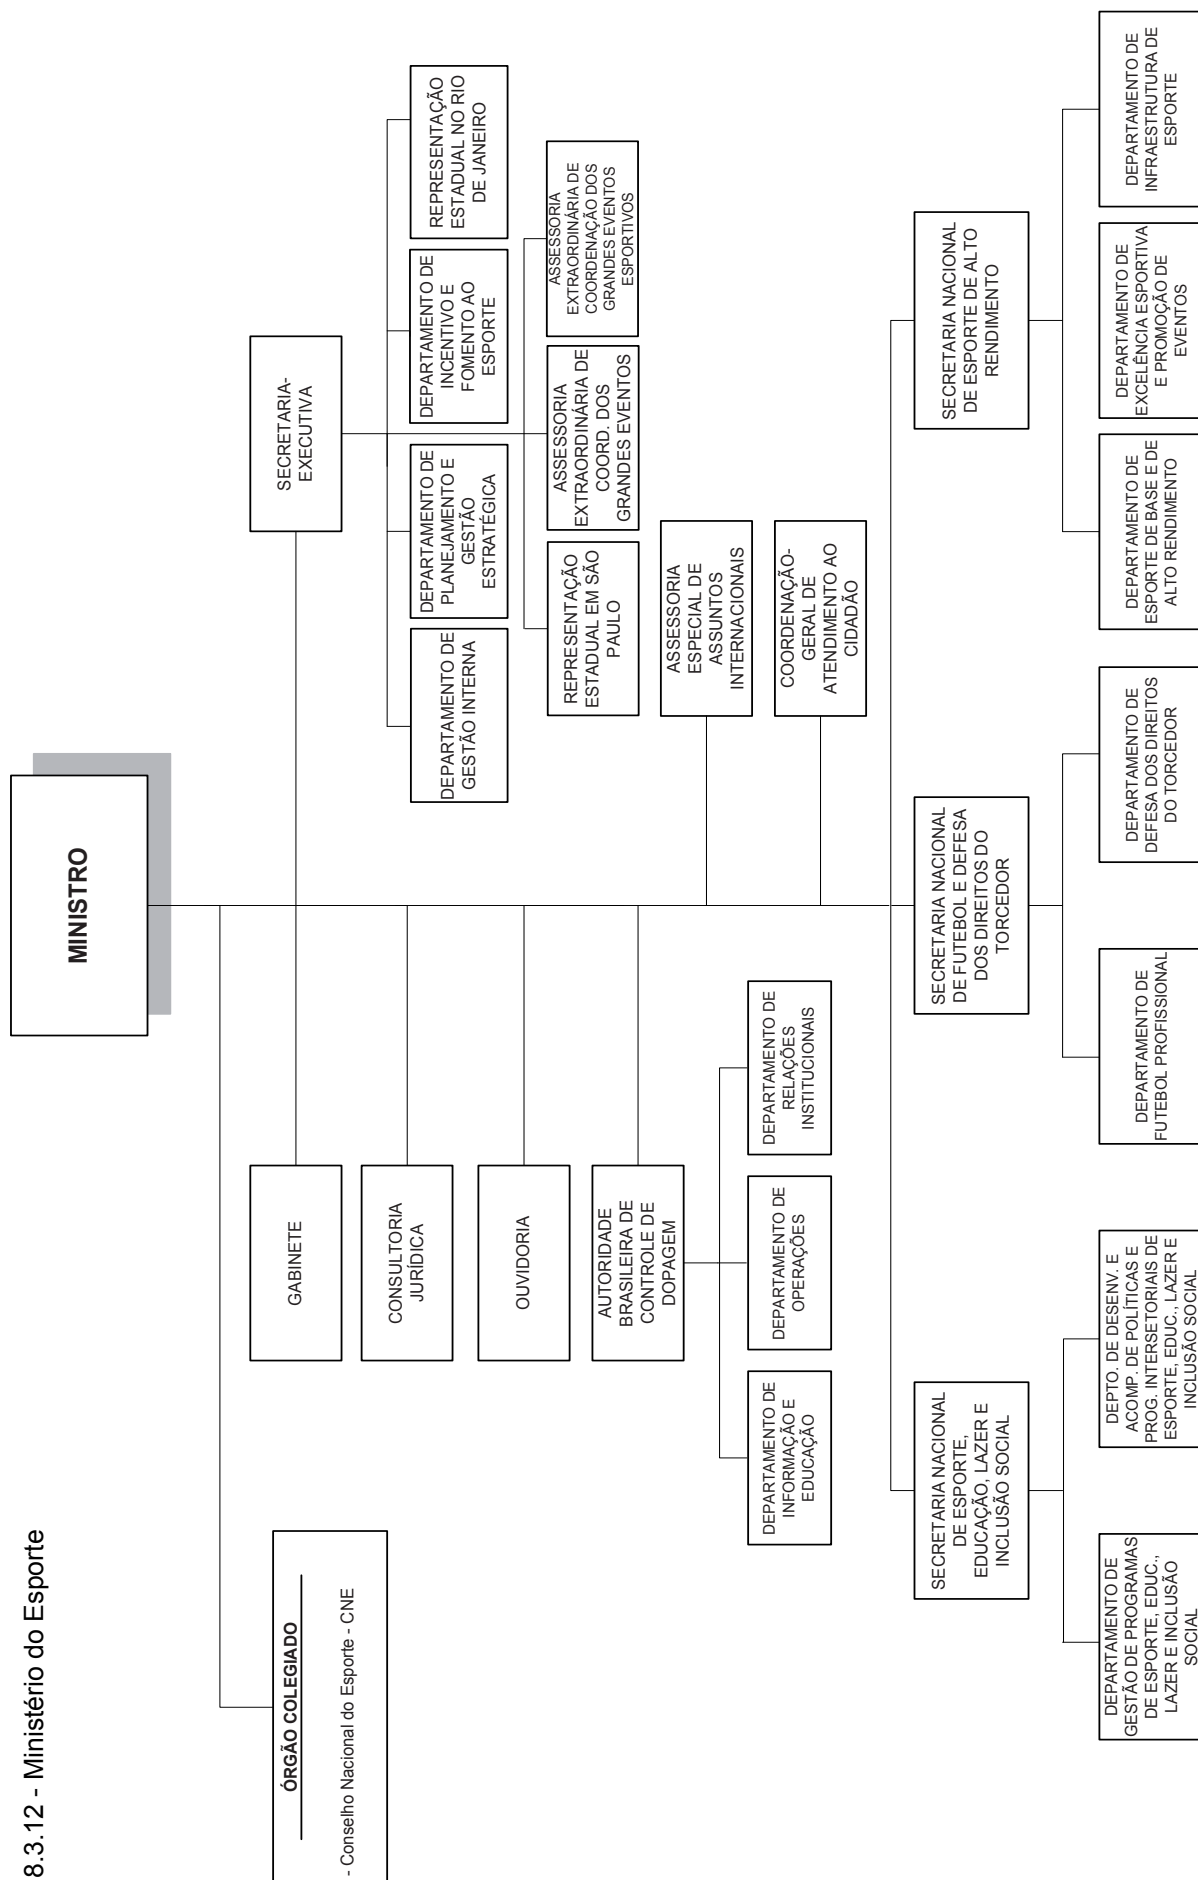 8.3.12 - Ministério do Esporte
MINISTRO
ÓRGÃO COLEGIADO
- Conselho Nacional do Esporte - CNE
GABINETE
SECRETARIA-
EXECUTIVA
CONSULTORIA
JURÍDICA
OUVIDORIA
AUTORIDADE
BRASILEIRA DE
CONTROLE DE
DOPAGEM
DEPARTAMENTO DE
INFORMAÇÃO E
EDUCAÇÃO
DEPARTAMENTO DE
OPERAÇÕES
DEPARTAMENTO DE
RELAÇÕES
INSTITUCIONAIS
DEPARTAMENTO DE
GESTÃO INTERNA
DEPARTAMENTO DE
PLANEJAMENTO E
GESTÃO
ESTRATÉGICA
DEPARTAMENTO DE
INCENTIVO E
FOMENTO AO
ESPORTE
REPRESENTAÇÃO
ESTADUAL NO RIO
DE JANEIRO
REPRESENTAÇÃO
ESTADUAL EM SÃO
PAULO
ASSESSORIA
EXTRAORDINÁRIA DE
COORD. DOS
GRANDES EVENTOS
ASSESSORIA
EXTRAORDINÁRIA DE
COORDENAÇÃO DOS
GRANDES EVENTOS
ESPORTIVOS
ASSESSORIA
ESPECIAL DE
ASSUNTOS
INTERNACIONAIS
COORDENAÇÃO-
GERAL DE
ATENDIMENTO AO
CIDADÃO
SECRETARIA NACIONAL
DE ESPORTE,
EDUCAÇÃO, LAZER E
INCLUSÃO SOCIAL
SECRETARIA NACIONAL
DE FUTEBOL E DEFESA
DOS DIREITOS DO
TORCEDOR
SECRETARIA NACIONAL
DE ESPORTE DE ALTO
RENDIMENTO
DEPARTAMENTO DE
GESTÃO DE PROGRAMAS
DE ESPORTE, EDUC.,
LAZER E INCLUSÃO
SOCIAL
DEPTO. DE DESENV. E
ACOMP. DE POLÍTICAS E
PROG. INTERSETORIAIS DE
ESPORTE, EDUC., LAZER E
INCLUSÃO SOCIAL
DEPARTAMENTO DE
FUTEBOL PROFISSIONAL
DEPARTAMENTO DE
DEFESA DOS DIREITOS
DO TORCEDOR
DEPARTAMENTO DE
ESPORTE DE BASE E DE
ALTO RENDIMENTO
DEPARTAMENTO DE
EXCELÊNCIA ESPORTIVA
E PROMOÇÃO DE
EVENTOS
DEPARTAMENTO DE
INFRAESTRUTURA DE
ESPORTE